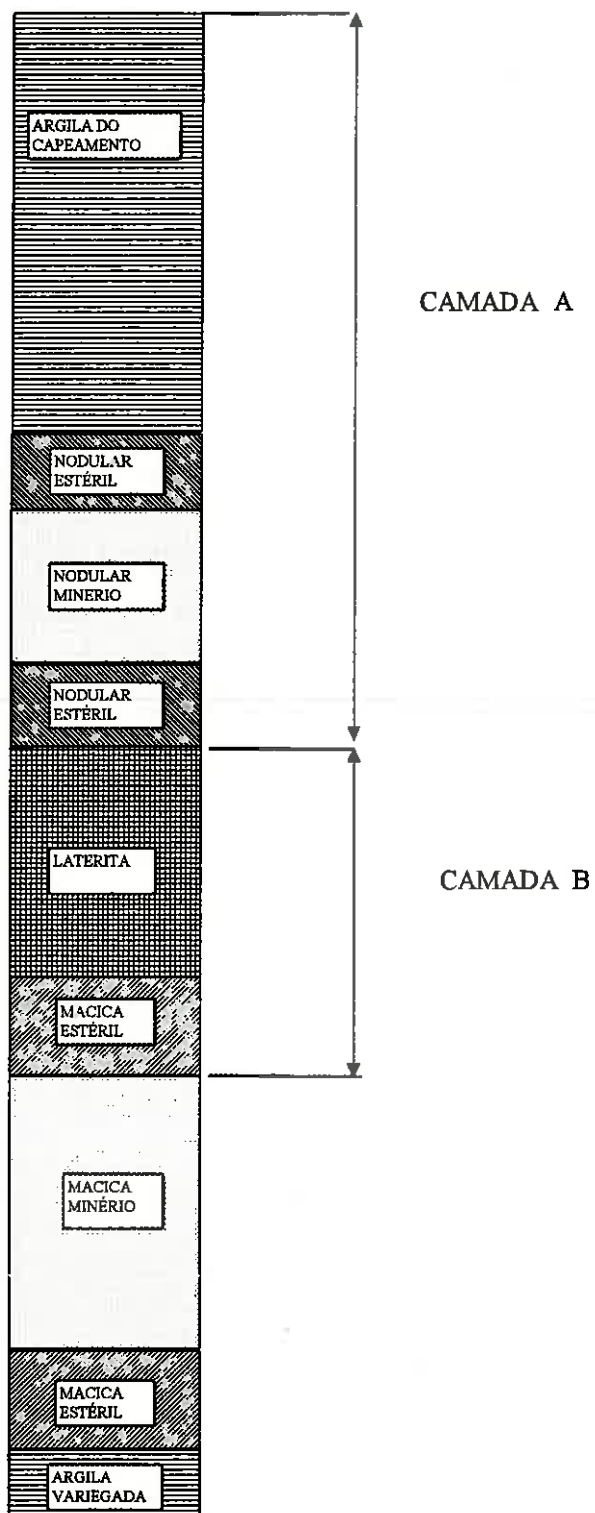 ARGILA DO
CAPEAMENTO
CAMADA A
NODULAR
ESTÉRIL
NODULAR
MINERIO
NODULAR
ESTÉRIL
LATERITA
CAMADA B
MACICA
ESTÉRIL
MACICA
MINÉRIO
MACICA
ESTÉRIL
ARGILA
VARIEGADA